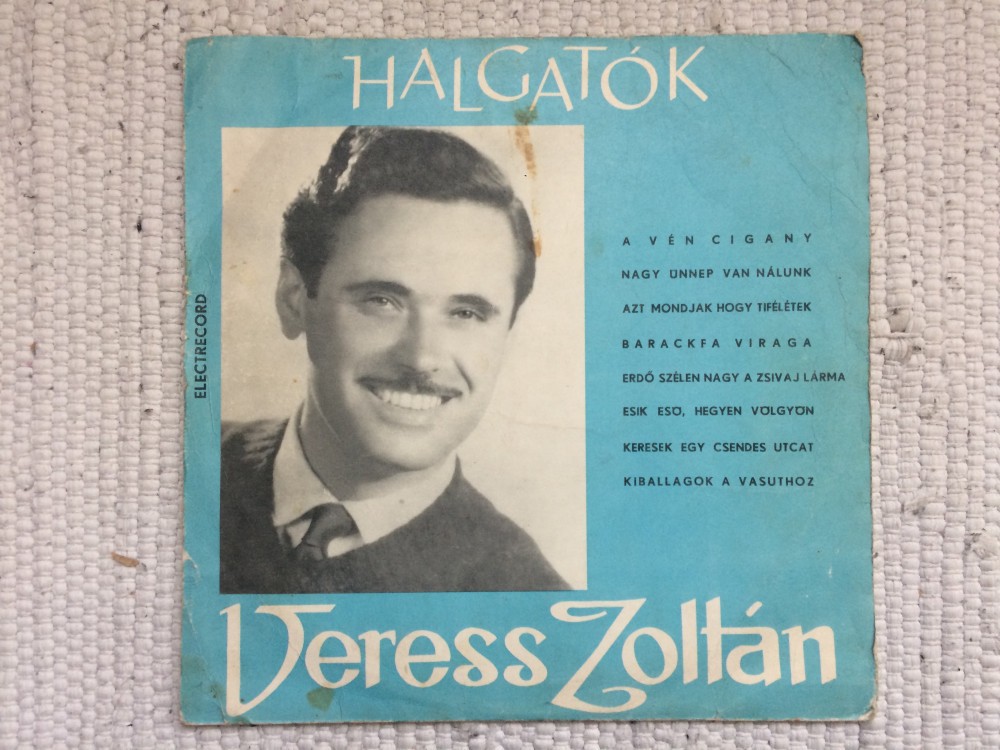 HALGATÓK
ELECTRECORD
A VÉN CIGANY
NAGY ÜNNEP VAN NÁLUNK
AZT MONDJAK HOGY TIFÉLÉTEK
BARACKFA VIRAGA
ERDŐ SZÉLEN NAGY A ZSIVAJ LÁRMA
ESIK ESŐ, HEGYEN VÖLGYÖN
KERESEK EGY CSENDES UTCAT
KIBALLAGOK A VASUTHOZ
Veress Zoltán